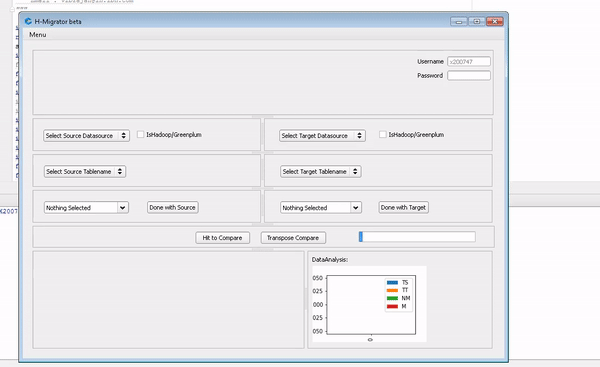 H-Migrator beta
Menu
Username x200747
Password
Select Source Datasource IsHadoop/Greenplum Select Target Datasource IsHadoop/Greenplum
Select Source Tablename Select Target Tablename
Nothing Selected Done with Source Nothing Selected Done with Target
Hit to Compare Transpose Compare
DataAnalysis:
050
025
000
025
050
0
TS
TT
NM
M
X2007